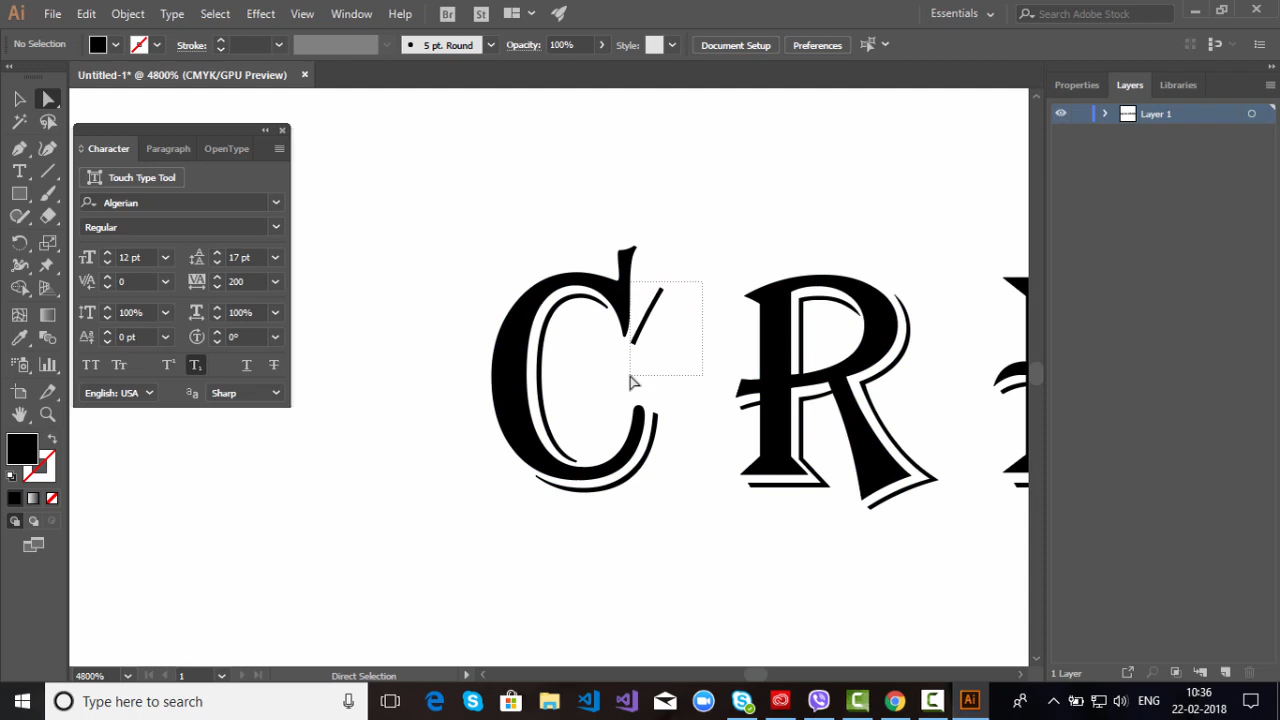 Ai File Edit Object Type Select Effect View Window Help Br St Essentials Search Adobe Stock
No Selection Stroke: 5 pt. Round Opacity: 100% Style: Document Setup Preferences
Untitled-1* @ 4800% (CMYK/GPU Preview)
Properties Layers Libraries
Layer 1
Character Paragraph OpenType
Touch Type Tool
Algerian
Regular
12 pt 17 pt
0 200
100% 100%
0 pt 0°
English: USA Sharp
C R
4800% 1 Direct Selection 1 Layer
Type here to search ENG 10:36
22-02-2018